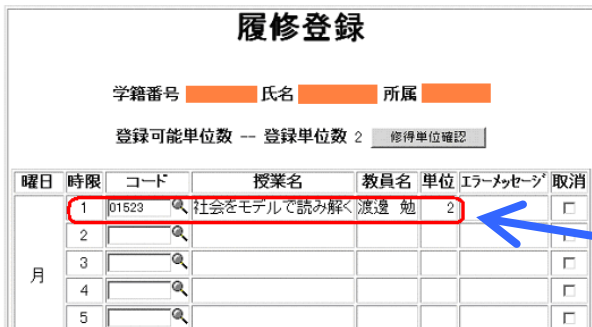 履修登録
学籍番号 氏名 所属
登録可能単位数 -- 登録単位数 2 修得単位確認
曜日 時限 コード 授業名 教員名 単位 エラーメッセージ 取消
月
1 01523 社会をモデルで読み解く 渡邊 勉 2
2
3
4
5